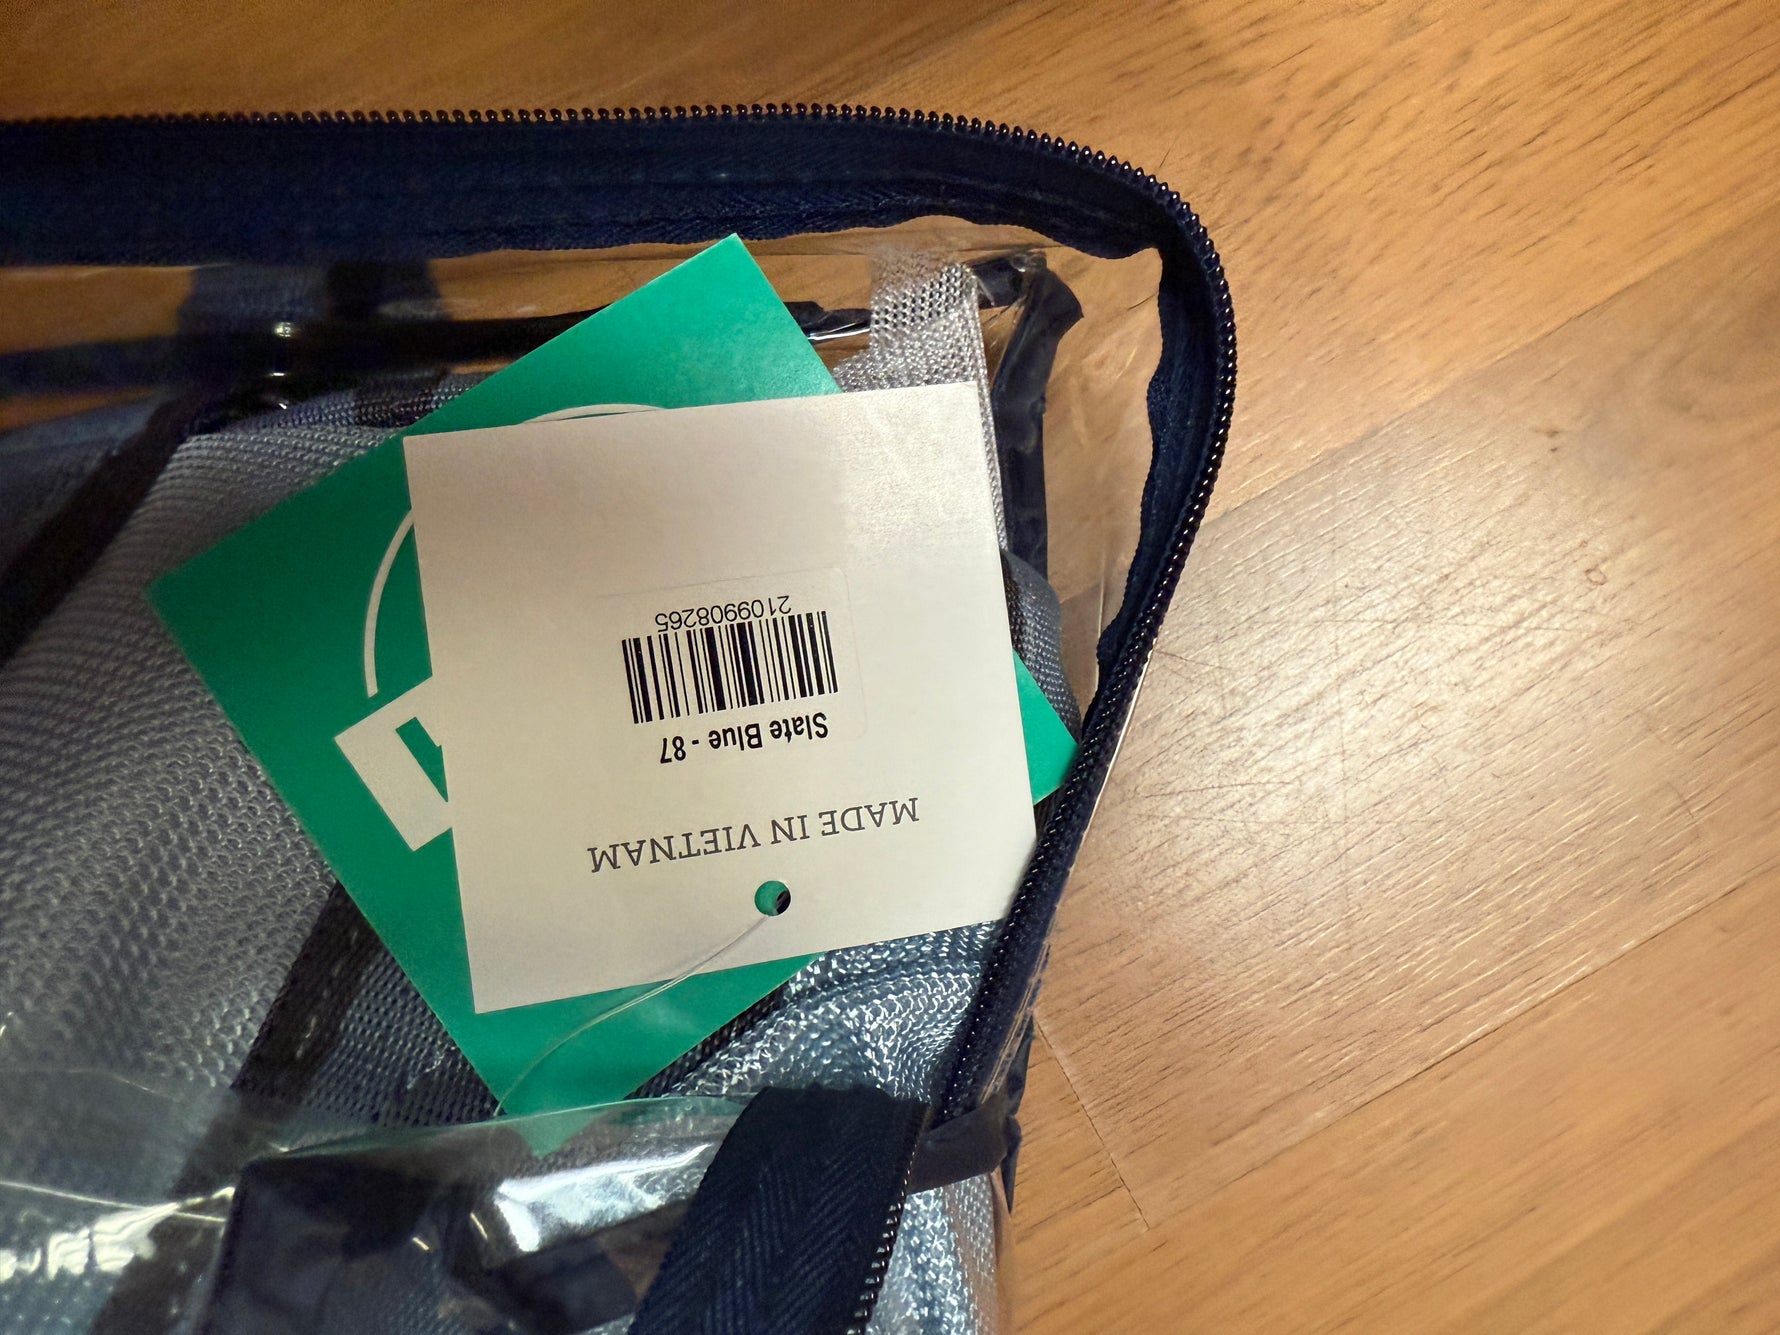 MADE IN VIETNAM
Slate Blue - 87
2109908265